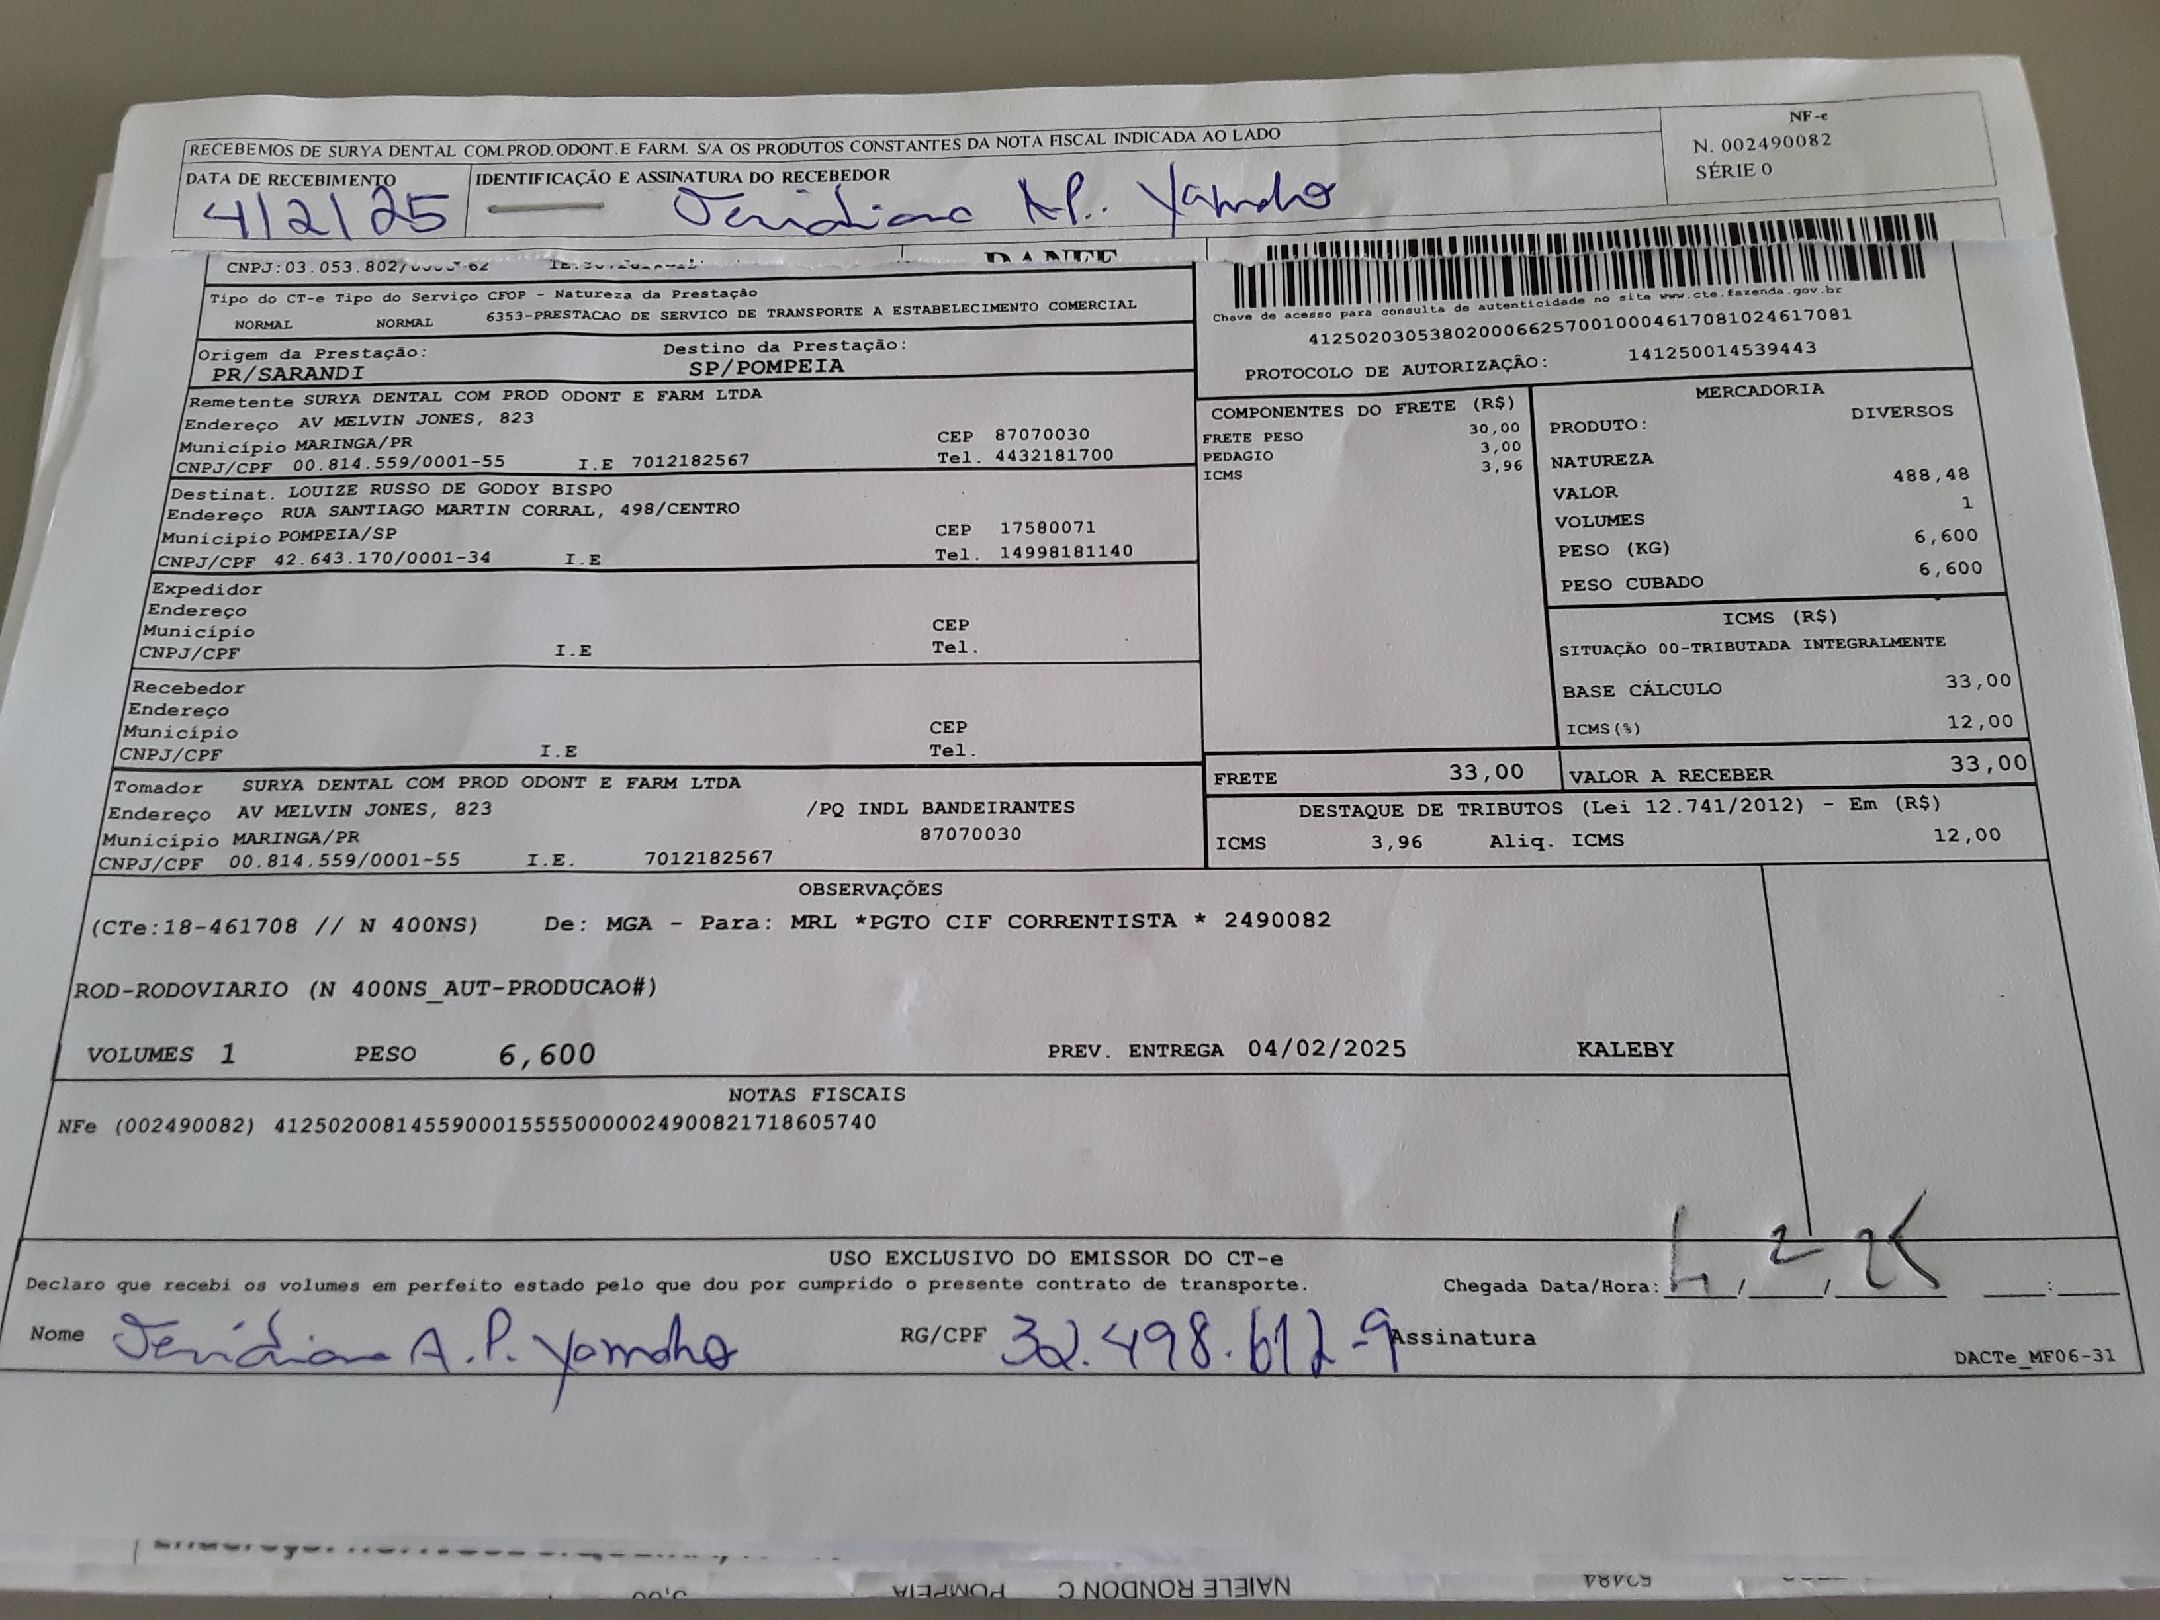 RECEBEMOS DE SURYA DENTAL COM.PROD.ODONT.E FARM. S/A OS PRODUTOS CONSTANTES DA NOTA FISCAL INDICADA AO LADO
NF-e
N. 002490082
SÉRIE 0
DATA DE RECEBIMENTO IDENTIFICAÇÃO E ASSINATURA DO RECEBEDOR
4/2/25 A.P. Yamoho
DANFE
CNPJ:03.053.802/
Tipo do CT-e Tipo do Serviço CFOP - Natureza da Prestação
NORMAL NORMAL 6353-PRESTACAO DE SERVICO DE TRANSPORTE A ESTABELECIMENTO COMERCIAL
Chave de acesso para consulta de autenticidade no site www.cte.fazenda.gov.br
41250203053802000662570010004617081024617081
PROTOCOLO DE AUTORIZAÇÃO: 141250014539443
Origem da Prestação: Destino da Prestação:
PR/SARANDI SP/POMPEIA
Remetente SURYA DENTAL COM PROD ODONT E FARM LTDA
Endereço AV MELVIN JONES, 823
Município MARINGA/PR CEP 87070030
CNPJ/CPF 00.814.559/0001-55 I.E 7012182567 Tel. 4432181700
Destinat. LOUIZE RUSSO DE GODOY BISPO
Endereço RUA SANTIAGO MARTIN CORRAL, 498/CENTRO
Município POMPEIA/SP CEP 17580071
CNPJ/CPF 42.643.170/0001-34 I.E Tel. 14998181140
Expedidor
Endereço
Município CEP
CNPJ/CPF I.E Tel.
Recebedor
Endereço
Município CEP
CNPJ/CPF I.E Tel.
Tomador SURYA DENTAL COM PROD ODONT E FARM LTDA
Endereço AV MELVIN JONES, 823 /PQ INDL BANDEIRANTES
Município MARINGA/PR 87070030
CNPJ/CPF 00.814.559/0001-55 I.E. 7012182567
COMPONENTES DO FRETE (R$)
FRETE PESO 30,00
PEDAGIO 3,00
ICMS 3,96
MERCADORIA
PRODUTO: DIVERSOS
NATUREZA
VALOR 488,48
VOLUMES 1
PESO (KG) 6,600
PESO CUBADO 6,600
ICMS (R$)
SITUAÇÃO 00-TRIBUTADA INTEGRALMENTE
BASE CÁLCULO 33,00
ICMS(%) 12,00
FRETE 33,00 VALOR A RECEBER 33,00
DESTAQUE DE TRIBUTOS (Lei 12.741/2012) - Em (R$)
ICMS 3,96 Aliq. ICMS 12,00
OBSERVAÇÕES
(CTe:18-461708 // N 400NS) De: MGA - Para: MRL *PGTO CIF CORRENTISTA * 2490082
ROD-RODOVIARIO (N 400NS_AUT-PRODUCAO#)
VOLUMES 1 PESO 6,600 PREV. ENTREGA 04/02/2025 KALEBY
NOTAS FISCAIS
NFe (002490082) 41250200814559000155550000024900821718605740
USO EXCLUSIVO DO EMISSOR DO CT-e
Declaro que recebi os volumes em perfeito estado pelo que dou por cumprido o presente contrato de transporte. Chegada Data/Hora: 4 / 2 / 25 :
Nome A.P. Yamoho RG/CPF 32.498.612-9 Assinatura
DACTe_MF06-31
NAIELE RONDON C POMPEIA